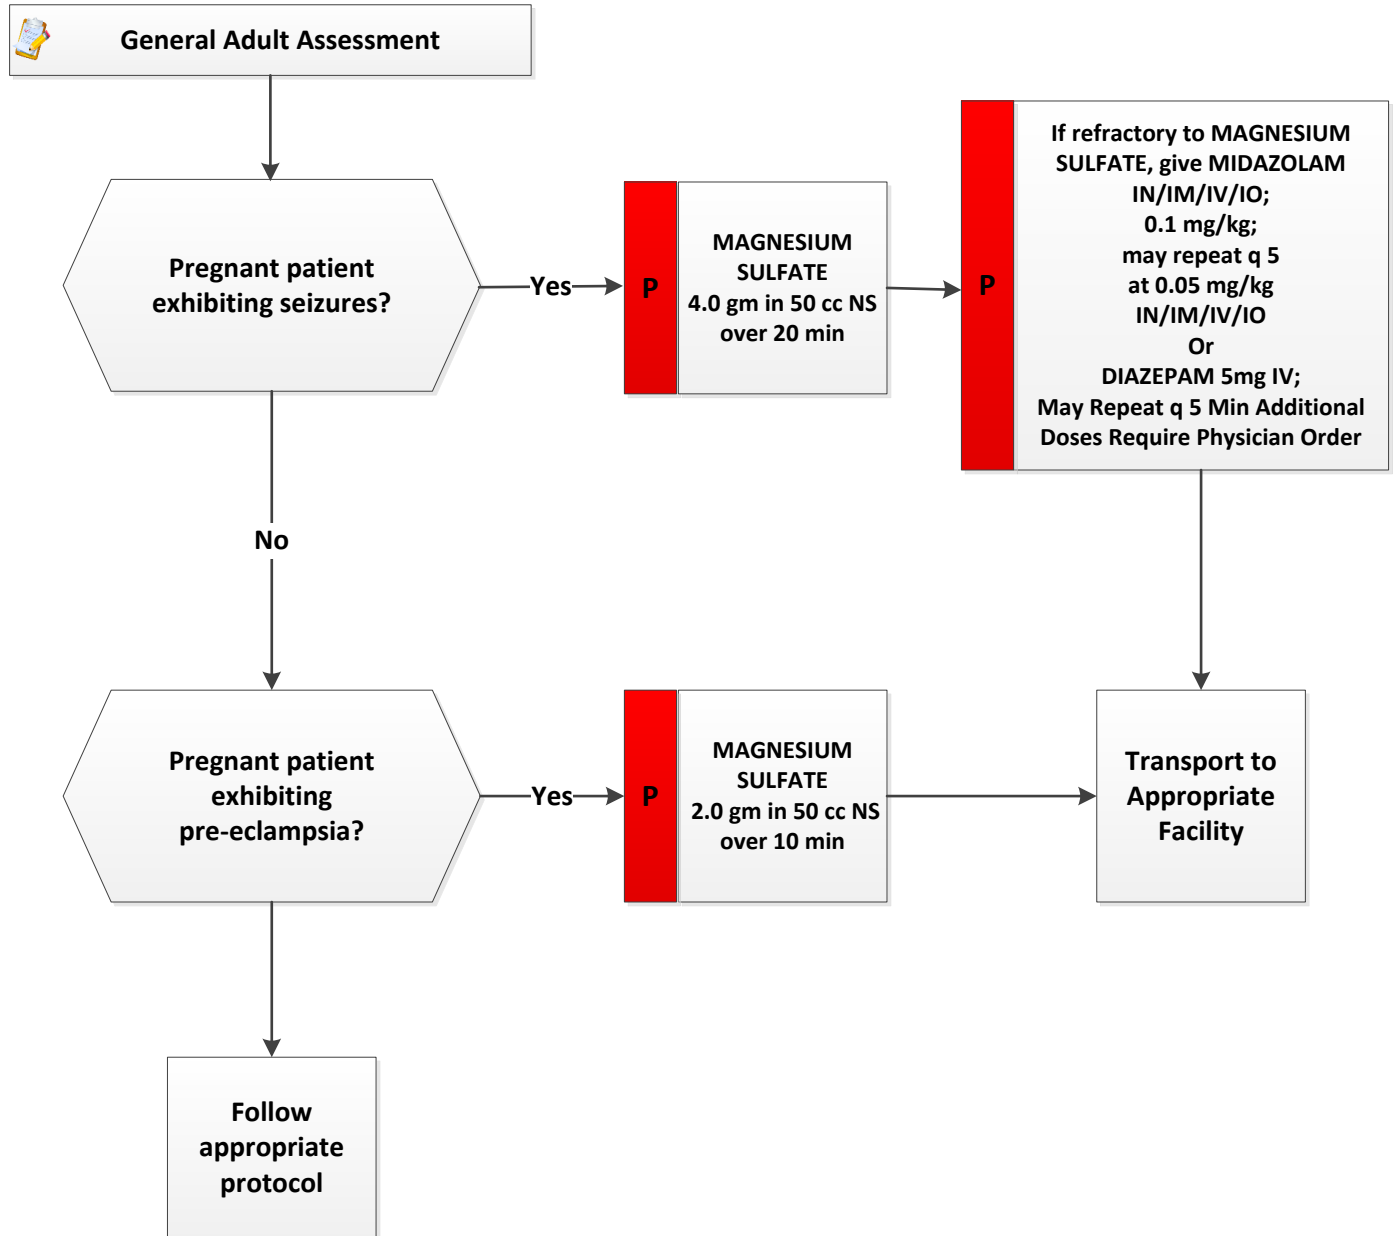 General Adult Assessment
Pregnant patient
exhibiting seizures?
Yes
P
MAGNESIUM
SULFATE
4.0 gm in 50 cc NS
over 20 min
P
If refractory to MAGNESIUM
SULFATE, give MIDAZOLAM
IN/IM/IV/IO;
0.1 mg/kg;
may repeat q 5
at 0.05 mg/kg
IN/IM/IV/IO
Or
DIAZEPAM 5mg IV;
May Repeat q 5 Min Additional
Doses Require Physician Order
No
Pregnant patient
exhibiting
pre-eclampsia?
Yes
P
MAGNESIUM
SULFATE
2.0 gm in 50 cc NS
over 10 min
Transport to
Appropriate
Facility
Follow
appropriate
protocol